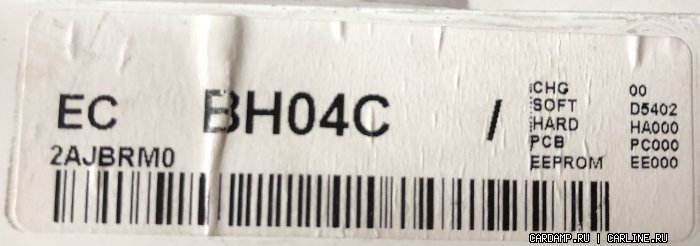 EC BH04C /
2AJBRM0
CHG 00
SOFT D5402
HARD HA000
PCB PC000
EEPROM EE000
CARDAMP.RU | CARLINE.RU